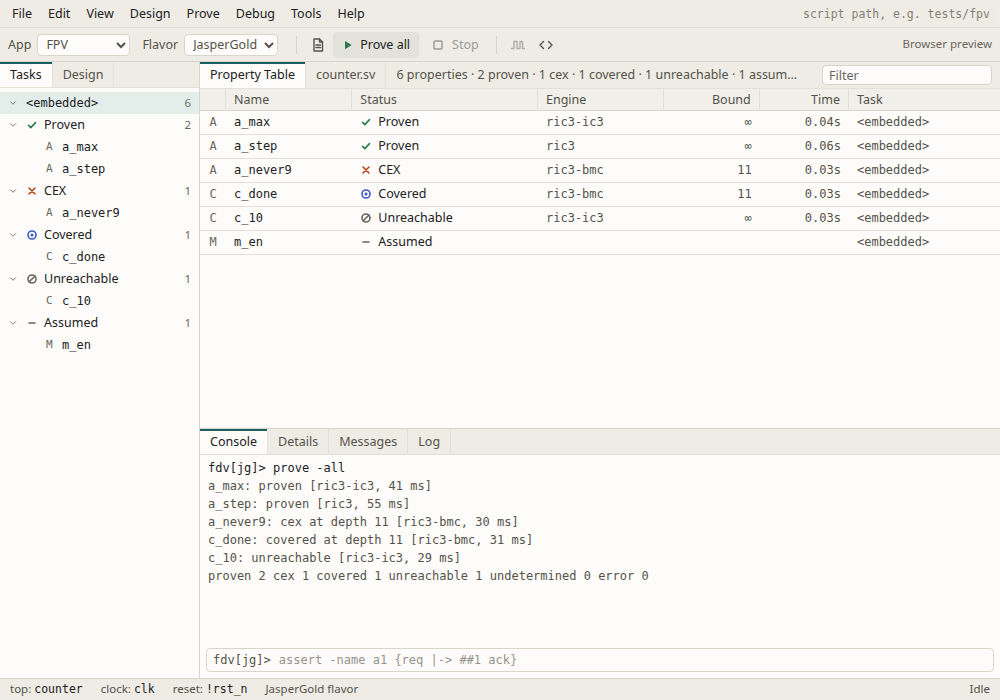 File Edit View Design Prove Debug Tools Help script path, e.g. tests/fpv
App FPV Flavor JasperGold Prove all Stop Browser preview
Tasks Design Property Table counter.sv 6 properties · 2 proven · 1 cex · 1 covered · 1 unreachable · 1 assum... Filter
<embedded> 6
Proven 2
A a_max
A a_step
CEX 1
A a_never9
Covered 1
C c_done
Unreachable 1
C c_10
Assumed 1
M m_en
Name Status Engine Bound Time Task
A a_max Proven ric3-ic3 ∞ 0.04s <embedded>
A a_step Proven ric3 ∞ 0.06s <embedded>
A a_never9 CEX ric3-bmc 11 0.03s <embedded>
C c_done Covered ric3-bmc 11 0.03s <embedded>
C c_10 Unreachable ric3-ic3 ∞ 0.03s <embedded>
M m_en Assumed <embedded>
Console Details Messages Log
fdv[jg]> prove -all
a_max: proven [ric3-ic3, 41 ms]
a_step: proven [ric3, 55 ms]
a_never9: cex at depth 11 [ric3-bmc, 30 ms]
c_done: covered at depth 11 [ric3-bmc, 31 ms]
c_10: unreachable [ric3-ic3, 29 ms]
proven 2 cex 1 covered 1 unreachable 1 undetermined 0 error 0
fdv[jg]> assert -name a1 {req |-> ##1 ack}
top: counter clock: clk reset: !rst_n JasperGold flavor Idle